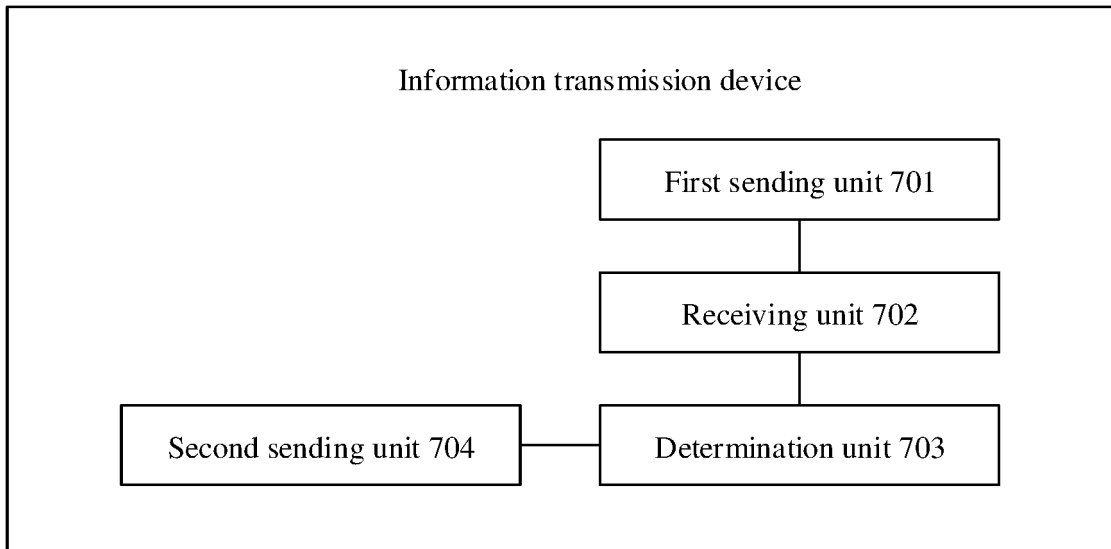 Information transmission device
First sending unit 701
Receiving unit 702
Second sending unit 704
Determination unit 703